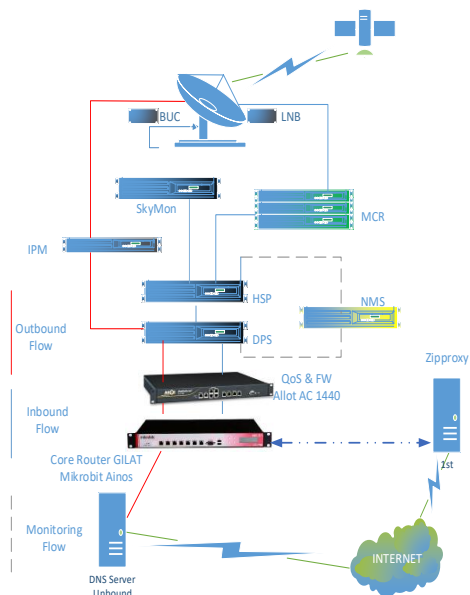 BUC
LNB
SkyMon
MCR
IPM
HSP
NMS
Outbound
Flow
DPS
Zipproxy
QoS & FW
Allot AC 1440
Inbound
Flow
Core Router GILAT
Mikrobit Ainos
1st
Monitoring
Flow
INTERNET
DNS Server
Unbound